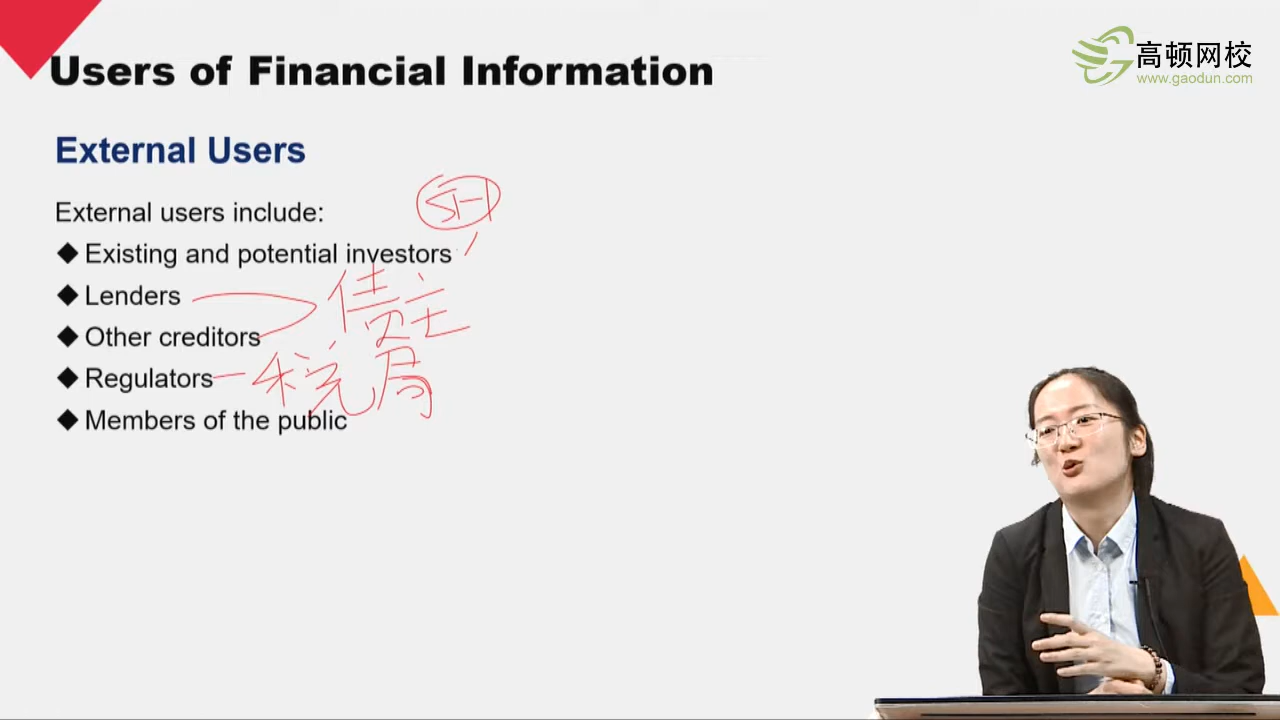 Users of Financial Information
高顿网校
www.gaodun.com
External Users
External users include:
SH
◆ Existing and potential investors
◆ Lenders
债主
◆ Other creditors
◆ Regulators
税局
◆ Members of the public